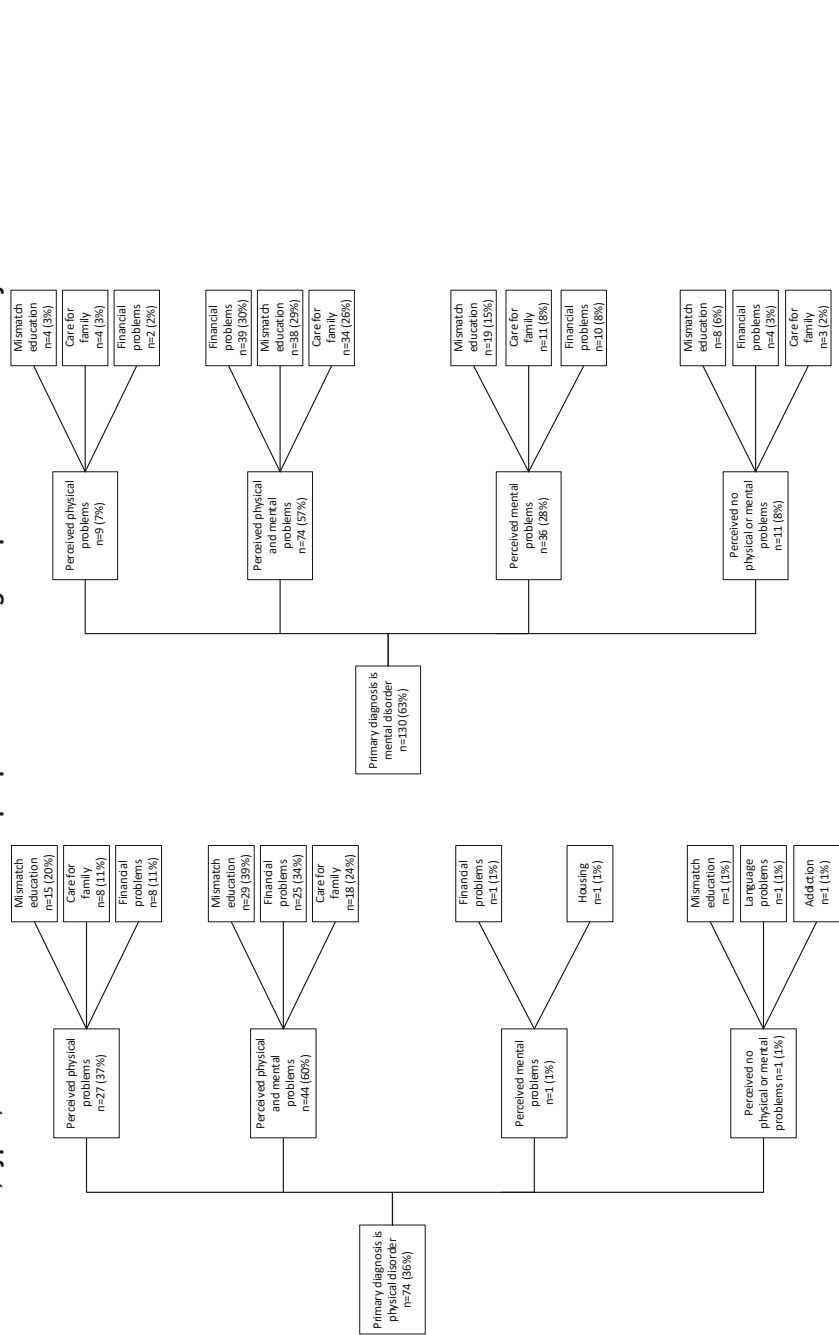 Primary diagnosis is
physical disorder
n=74 (36%)
Perceived physical
problems
n=27 (37%)
Mismatch
education
n=15 (20%)
Care for
family
n=8 (11%)
Financial
problems
n=8 (11%)
Perceived physical
and mental
problems
n=44 (60%)
Mismatch
education
n=29 (39%)
Financial
problems
n=25 (34%)
Care for
family
n=18 (24%)
Perceived mental
problems
n=1 (1%)
Financial
problems
n=1 (1%)
Housing
n=1 (1%)
Perceived no
physical or mental
problems n=1 (1%)
Mismatch
education
n=1 (1%)
Language
problems
n=1 (1%)
Addiction
n=1 (1%)
Primary diagnosis is
mental disorder
n=130 (63%)
Perceived physical
problems
n=9 (7%)
Mismatch
education
n=4 (3%)
Care for
family
n=4 (3%)
Financial
problems
n=2 (2%)
Perceived physical
and mental
problems
n=74 (57%)
Financial
problems
n=39 (30%)
Mismatch
education
n=38 (29%)
Care for
family
n=34 (26%)
Perceived mental
problems
n=36 (28%)
Mismatch
education
n=19 (15%)
Care for
family
n=11 (8%)
Financial
problems
n=10 (8%)
Perceived no
physical or mental
problems
n=11 (8%)
Mismatch
education
n=8 (6%)
Financial
problems
n=4 (3%)
Care for
family
n=3 (2%)